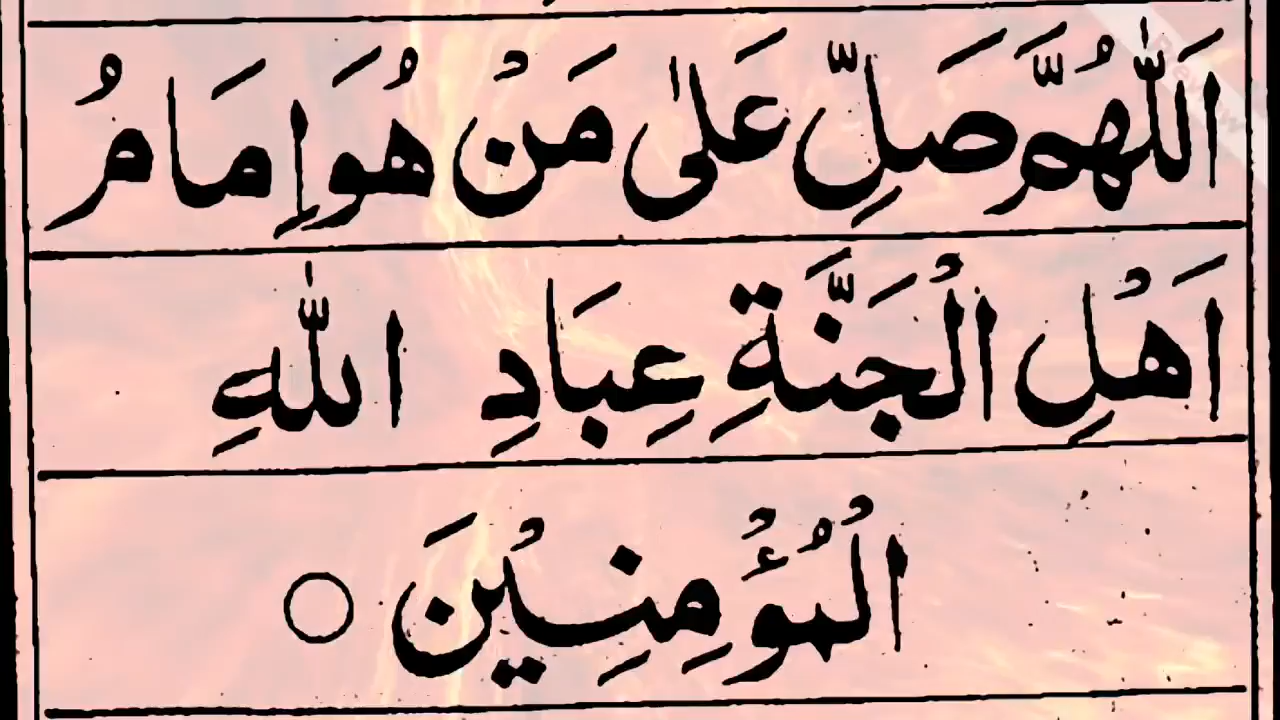 اَللّٰهُمَّ صَلِّ عَلٰى مَنْ هُوَ اِمَامُ
اَهْلِ الْجَنَّةِ عِبَادِ اللّٰهِ
الْمُؤْمِنِيْنَ ○